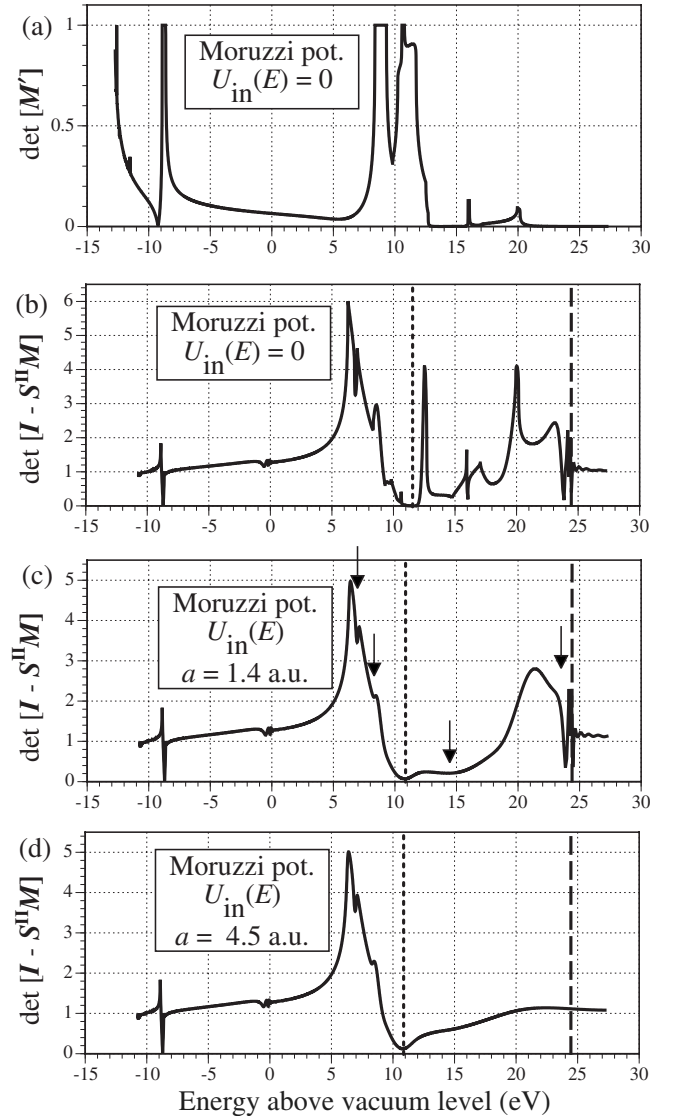 (a)
det [M′]
Moruzzi pot.
U_in(E) = 0
1
0.5
0
-15 -10 -5 0 5 10 15 20 25 30
(b)
det [I - S^II M]
Moruzzi pot.
U_in(E) = 0
6
5
4
3
2
1
0
-15 -10 -5 0 5 10 15 20 25 30
(c)
det [I - S^II M]
Moruzzi pot.
U_in(E)
a = 1.4 a.u.
5
4
3
2
1
0
-15 -10 -5 0 5 10 15 20 25 30
(d)
det [I - S^II M]
Moruzzi pot.
U_in(E)
a = 4.5 a.u.
5
4
3
2
1
0
-15 -10 -5 0 5 10 15 20 25 30
Energy above vacuum level (eV)